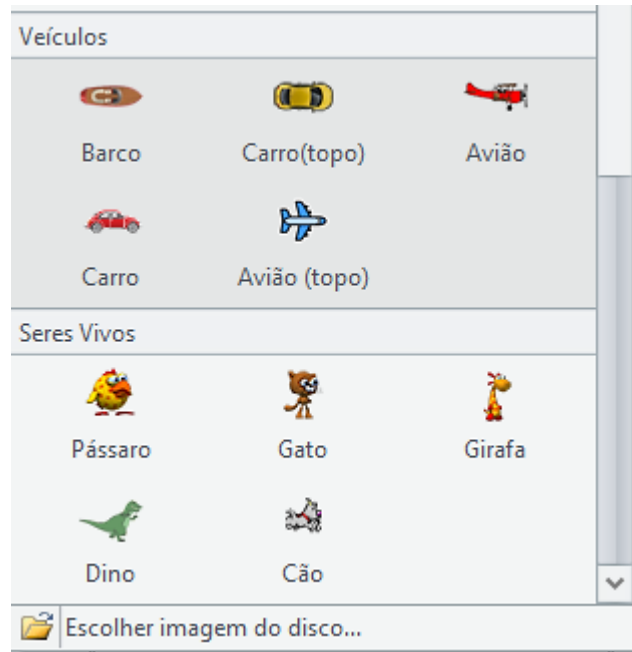 Veículos
Barco Carro(topo) Avião
Carro Avião (topo)
Seres Vivos
Pássaro Gato Girafa
Dino Cão
Escolher imagem do disco...